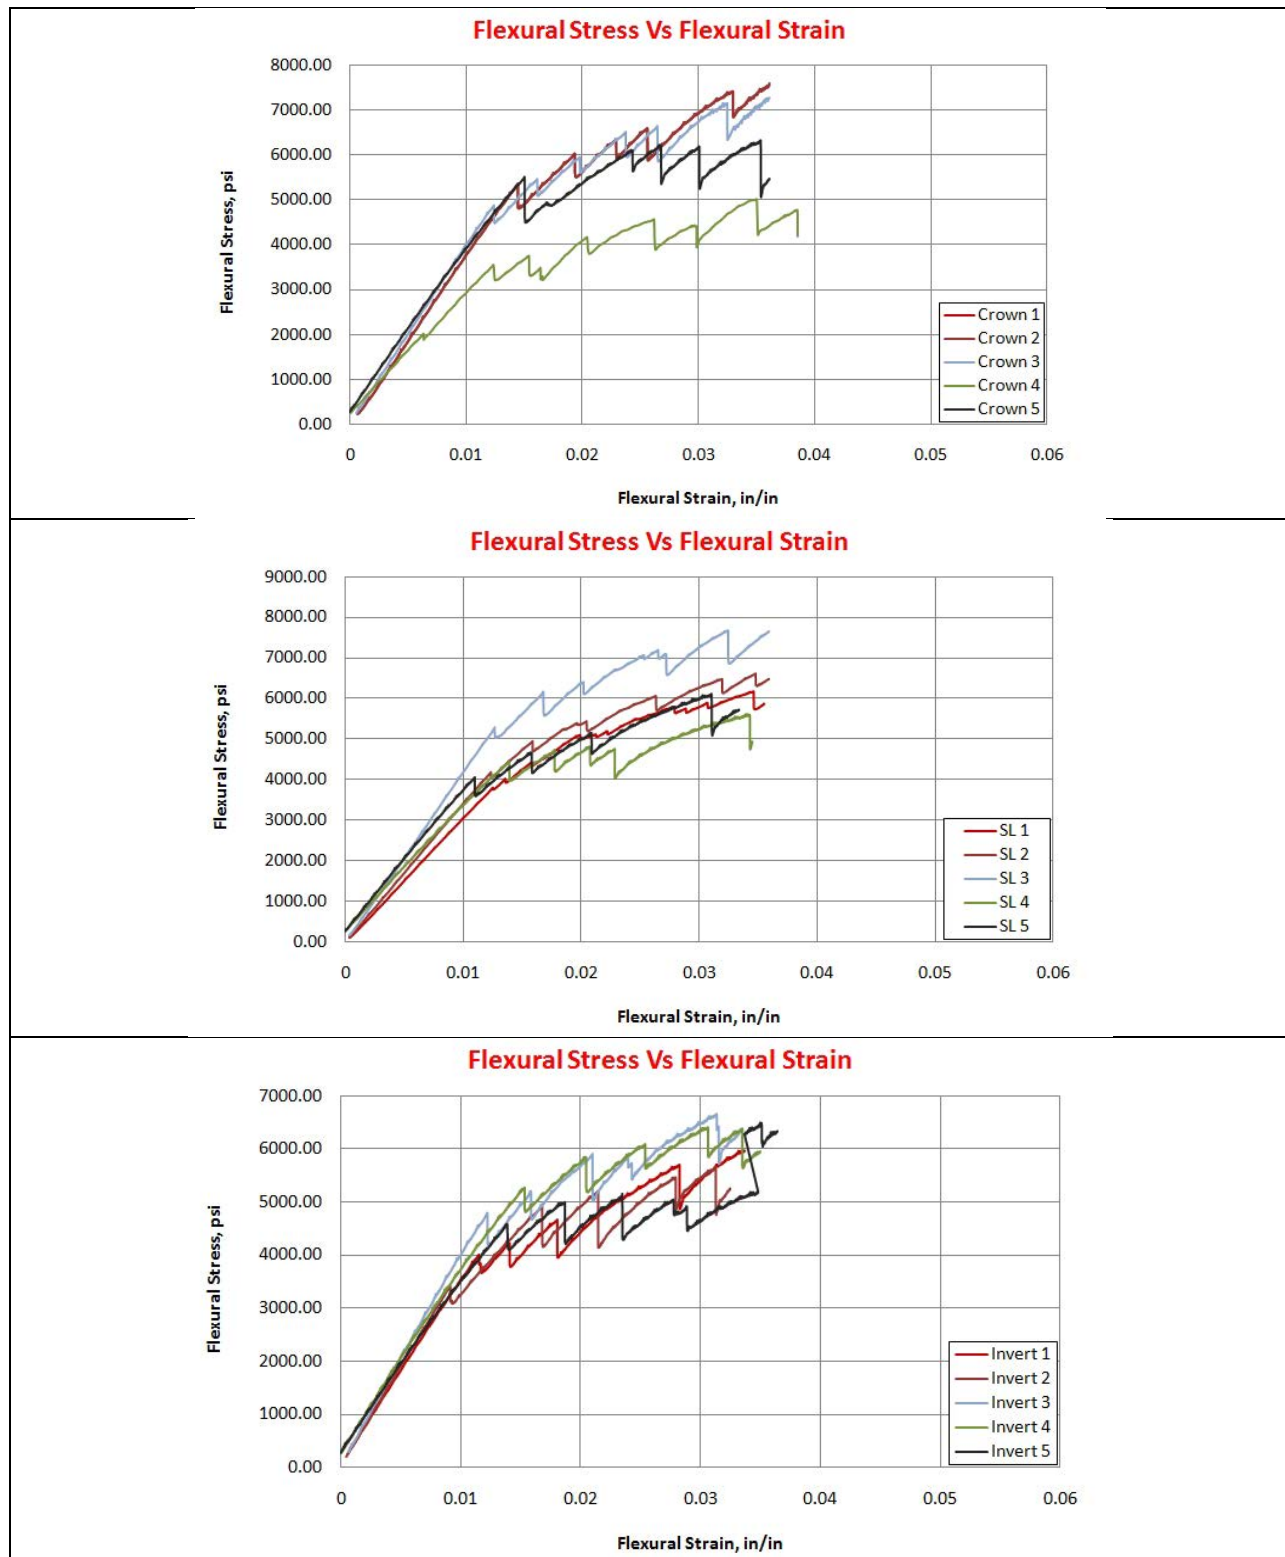 Flexural Stress Vs Flexural Strain
8000.00
7000.00
6000.00
5000.00
4000.00
3000.00
2000.00
1000.00
0.00
Flexural Stress, psi
Crown 1
Crown 2
Crown 3
Crown 4
Crown 5
0 0.01 0.02 0.03 0.04 0.05 0.06
Flexural Strain, in/in
Flexural Stress Vs Flexural Strain
9000.00
8000.00
7000.00
6000.00
5000.00
4000.00
3000.00
2000.00
1000.00
0.00
Flexural Stress, psi
SL 1
SL 2
SL 3
SL 4
SL 5
0 0.01 0.02 0.03 0.04 0.05 0.06
Flexural Strain, in/in
Flexural Stress Vs Flexural Strain
7000.00
6000.00
5000.00
4000.00
3000.00
2000.00
1000.00
0.00
Flexural Stress, psi
Invert 1
Invert 2
Invert 3
Invert 4
Invert 5
0 0.01 0.02 0.03 0.04 0.05 0.06
Flexural Strain, in/in